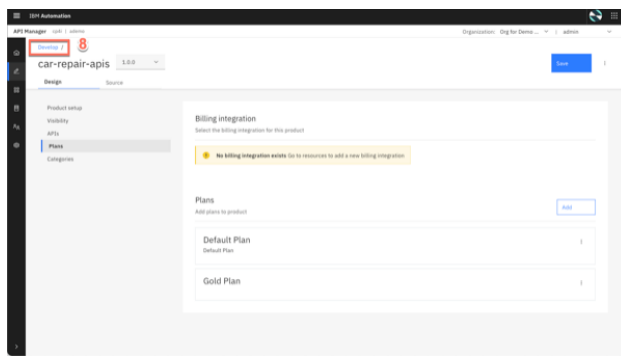 IBM Automation
API Manager cp4i | ademo Organization: Org for Demo ... | admin
Develop / 8
car-repair-apis 1.0.0 Save
Design Source
Product setup
Visibility
APIs
Plans
Categories
Billing integration
Select the billing integration for this product
No billing integration exists Go to resources to add a new billing integration
Plans
Add plans to product
Add
Default Plan
Default Plan
Gold Plan